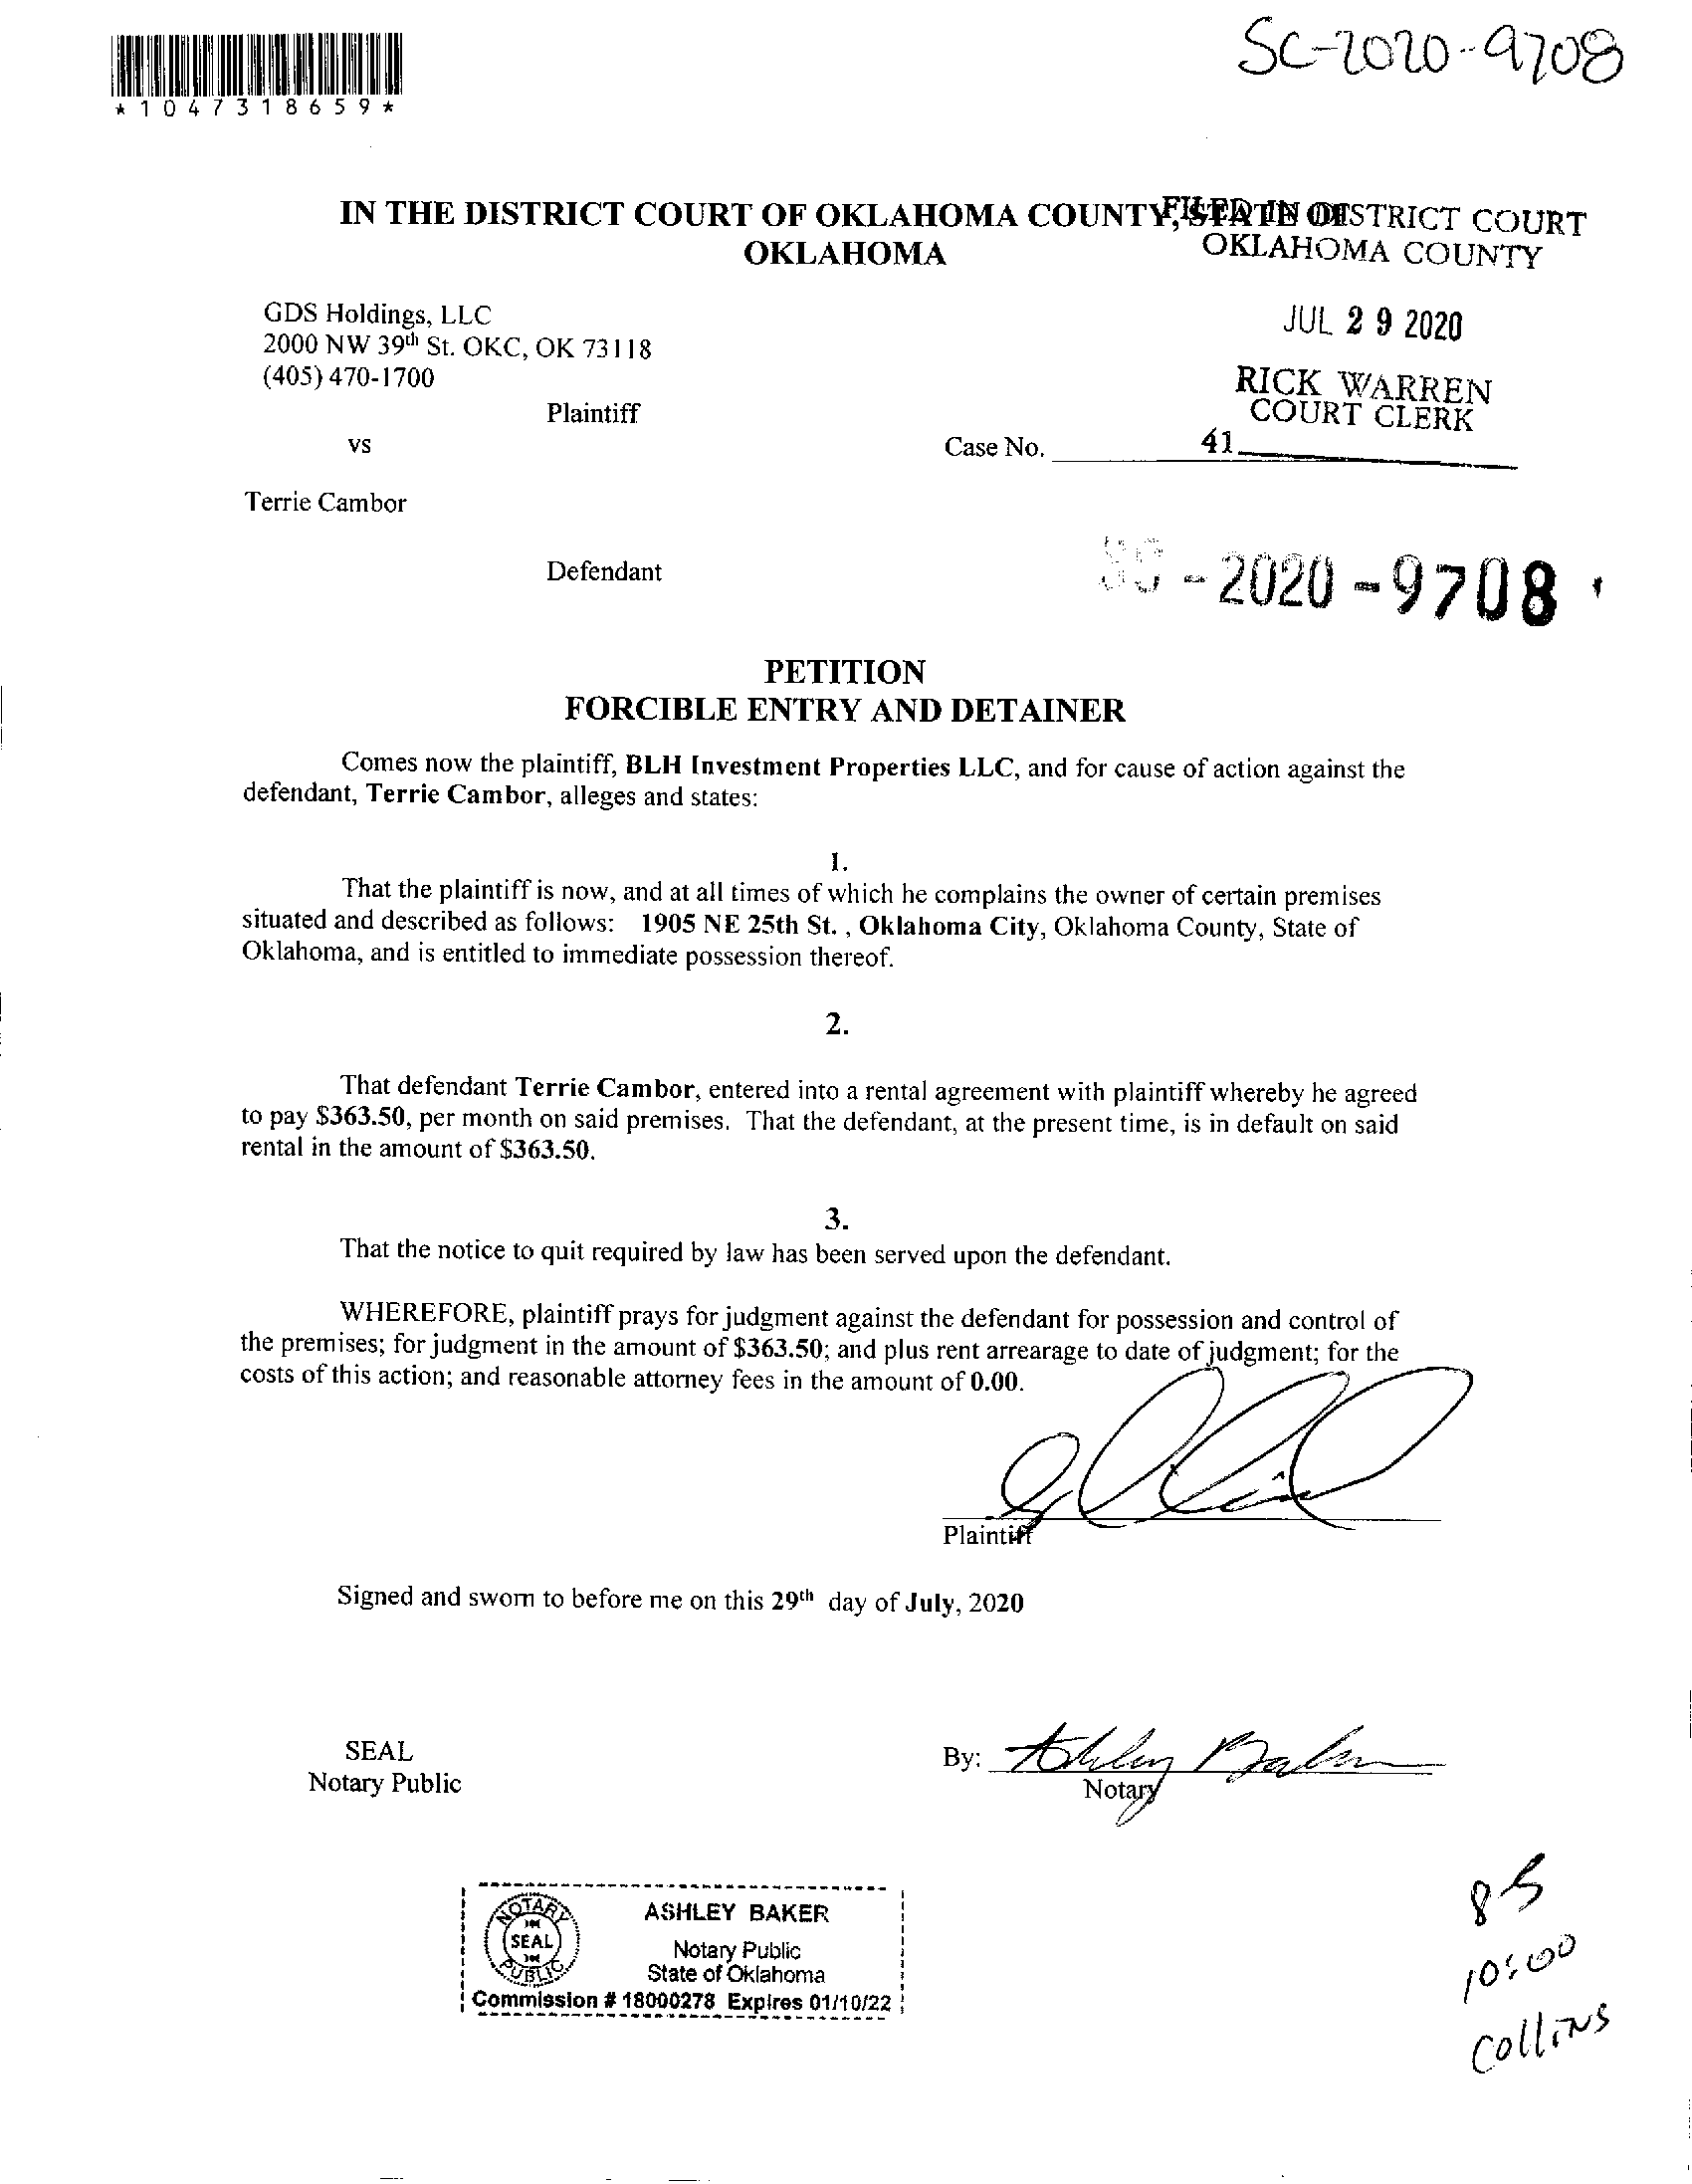 SC-2020-9708
*1047318659*
IN THE DISTRICT COURT OF OKLAHOMA COUNTY, STATE OF
OKLAHOMA
FILED IN DISTRICT COURT
OKLAHOMA COUNTY
GDS Holdings, LLC
2000 NW 39th St. OKC, OK 73118
(405) 470-1700
JUL 29 2020
RICK WARREN
COURT CLERK
Plaintiff
vs
Case No. 41
Terrie Cambor
Defendant
SC - 2020 - 9708
PETITION
FORCIBLE ENTRY AND DETAINER
Comes now the plaintiff, BLH Investment Properties LLC, and for cause of action against the
defendant, Terrie Cambor, alleges and states:
1.
That the plaintiff is now, and at all times of which he complains the owner of certain premises
situated and described as follows: 1905 NE 25th St. , Oklahoma City, Oklahoma County, State of
Oklahoma, and is entitled to immediate possession thereof.
2.
That defendant Terrie Cambor, entered into a rental agreement with plaintiff whereby he agreed
to pay $363.50, per month on said premises. That the defendant, at the present time, is in default on said
rental in the amount of $363.50.
3.
That the notice to quit required by law has been served upon the defendant.
WHEREFORE, plaintiff prays for judgment against the defendant for possession and control of
the premises; for judgment in the amount of $363.50; and plus rent arrearage to date of judgment; for the
costs of this action; and reasonable attorney fees in the amount of 0.00.
Plaintiff
Signed and sworn to before me on this 29th day of July, 2020
SEAL
Notary Public
By: Ashley Baker
Notary
NOTARY
SEAL
PUBLIC
ASHLEY BAKER
Notary Public
State of Oklahoma
Commission # 18000278 Expires 01/10/22
10:00
Collins